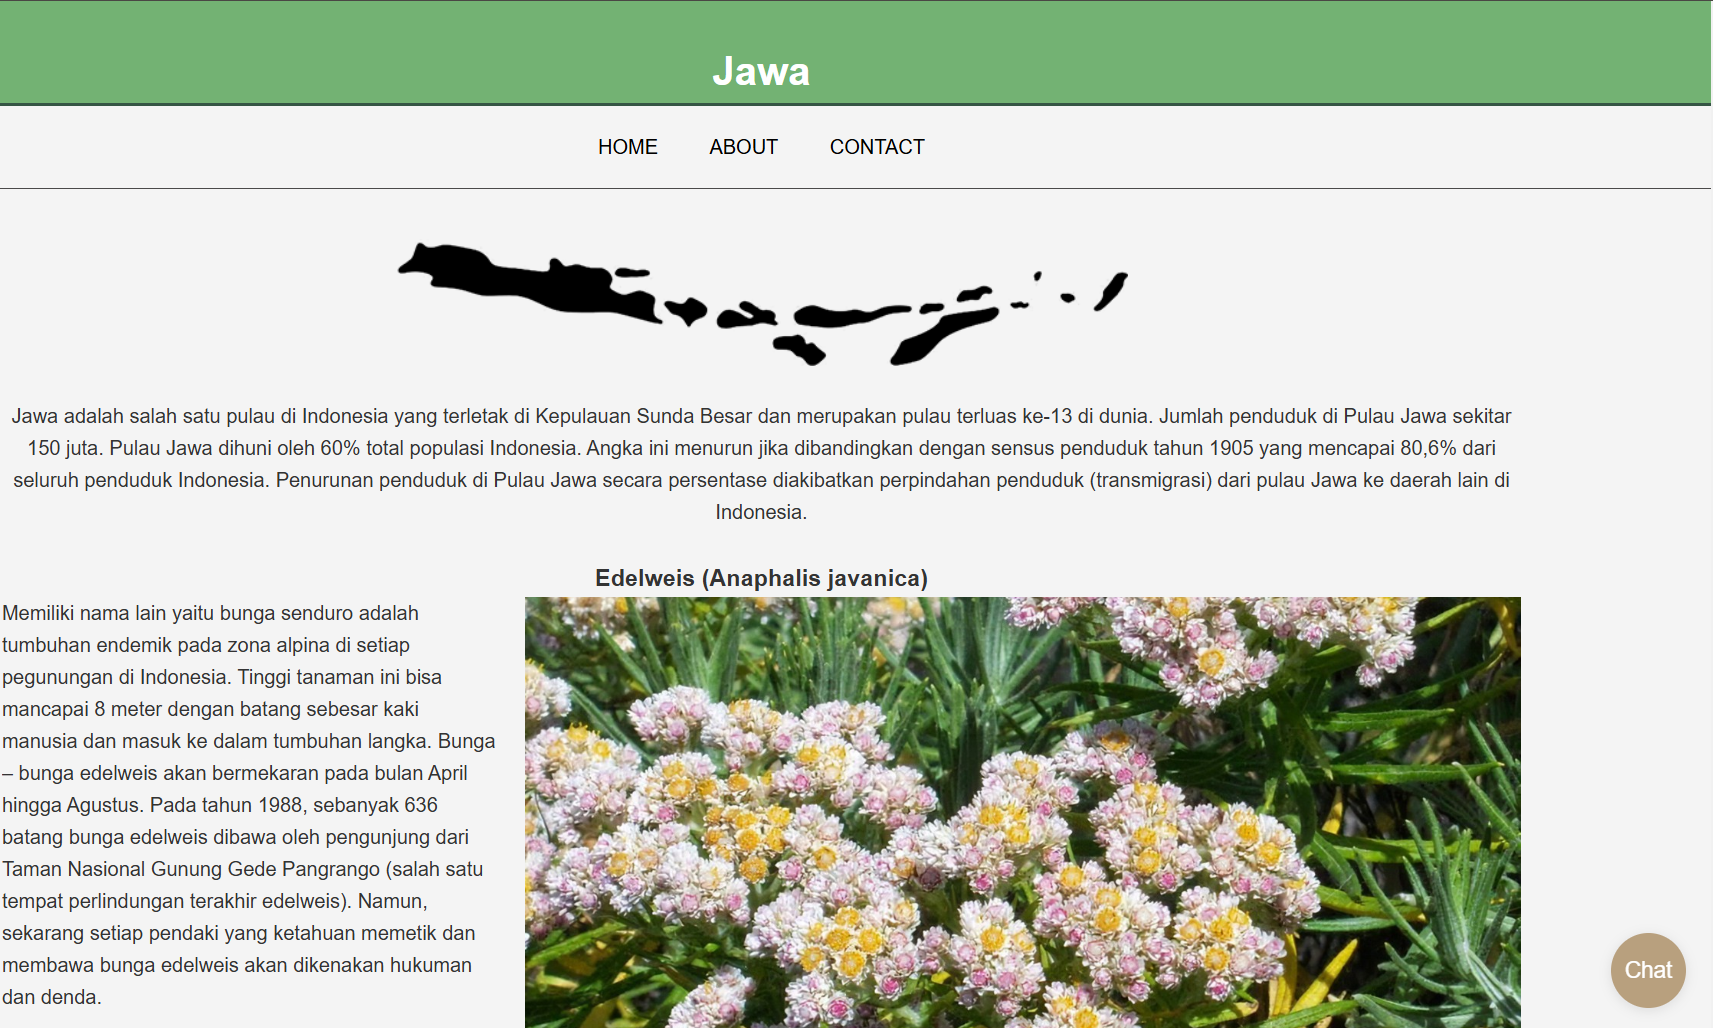 Jawa
HOME ABOUT CONTACT
Jawa adalah salah satu pulau di Indonesia yang terletak di Kepulauan Sunda Besar dan merupakan pulau terluas ke-13 di dunia. Jumlah penduduk di Pulau Jawa sekitar
150 juta. Pulau Jawa dihuni oleh 60% total populasi Indonesia. Angka ini menurun jika dibandingkan dengan sensus penduduk tahun 1905 yang mencapai 80,6% dari
seluruh penduduk Indonesia. Penurunan penduduk di Pulau Jawa secara persentase diakibatkan perpindahan penduduk (transmigrasi) dari pulau Jawa ke daerah lain di
Indonesia.
Edelweis (Anaphalis javanica)
Memiliki nama lain yaitu bunga senduro adalah
tumbuhan endemik pada zona alpina di setiap
pegunungan di Indonesia. Tinggi tanaman ini bisa
mancapai 8 meter dengan batang sebesar kaki
manusia dan masuk ke dalam tumbuhan langka. Bunga
– bunga edelweis akan bermekaran pada bulan April
hingga Agustus. Pada tahun 1988, sebanyak 636
batang bunga edelweis dibawa oleh pengunjung dari
Taman Nasional Gunung Gede Pangrango (salah satu
tempat perlindungan terakhir edelweis). Namun,
sekarang setiap pendaki yang ketahuan memetik dan
membawa bunga edelweis akan dikenakan hukuman
dan denda.
Chat